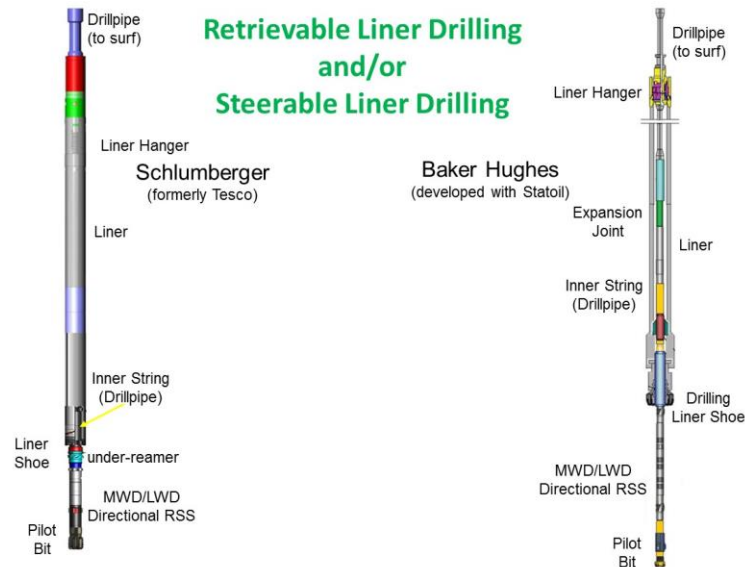 Retrievable Liner Drilling
and/or
Steerable Liner Drilling
Drillpipe
(to surf)
Liner Hanger
Schlumberger
(formerly Tesco)
Liner
Inner String
(Drillpipe)
Liner
Shoe
under-reamer
MWD/LWD
Directional RSS
Pilot
Bit
Drillpipe
(to surf)
Liner Hanger
Baker Hughes
(developed with Statoil)
Expansion
Joint
Liner
Inner String
(Drillpipe)
Drilling
Liner Shoe
MWD/LWD
Directional RSS
Pilot
Bit